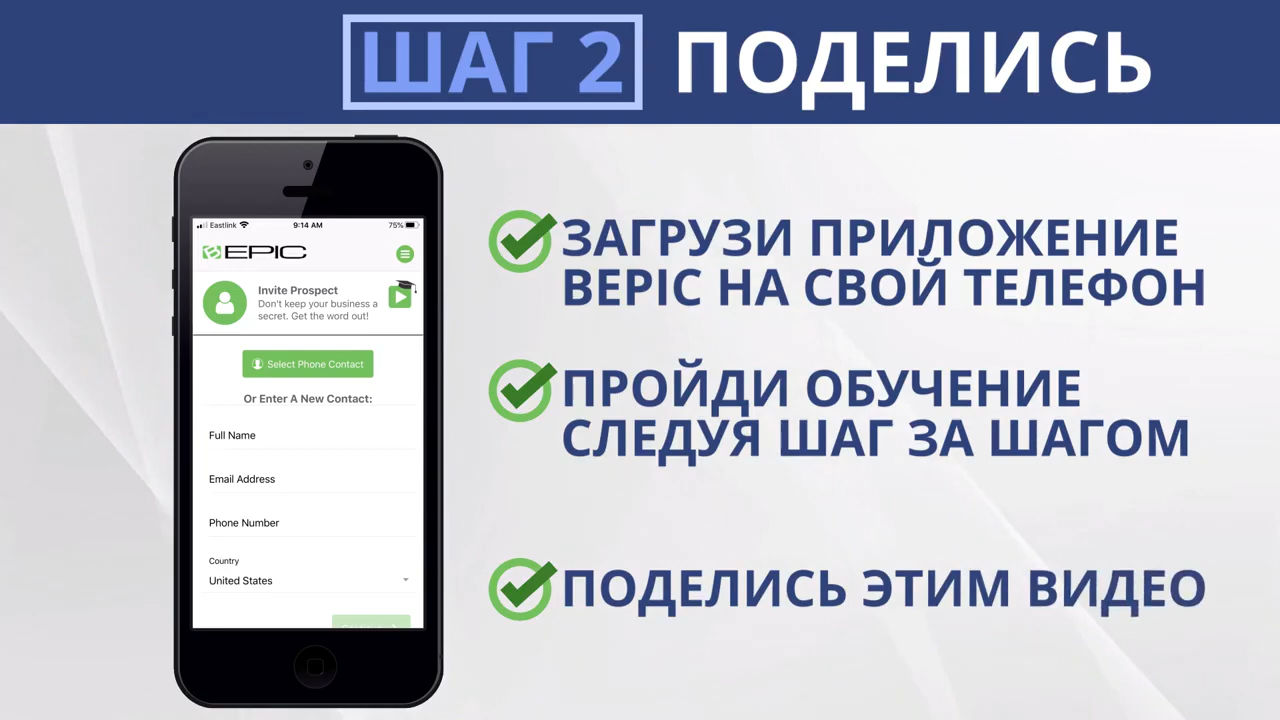 ШАГ 2 ПОДЕЛИСЬ
Eastlink 9:14 AM 75%
BEPIC
Invite Prospect
Don't keep your business a
secret. Get the word out!
Select Phone Contact
Or Enter A New Contact:
Full Name
Email Address
Phone Number
Country
United States
ЗАГРУЗИ ПРИЛОЖЕНИЕ
BEPIC НА СВОЙ ТЕЛЕФОН
ПРОЙДИ ОБУЧЕНИЕ
СЛЕДУЯ ШАГ ЗА ШАГОМ
ПОДЕЛИСЬ ЭТИМ ВИДЕО